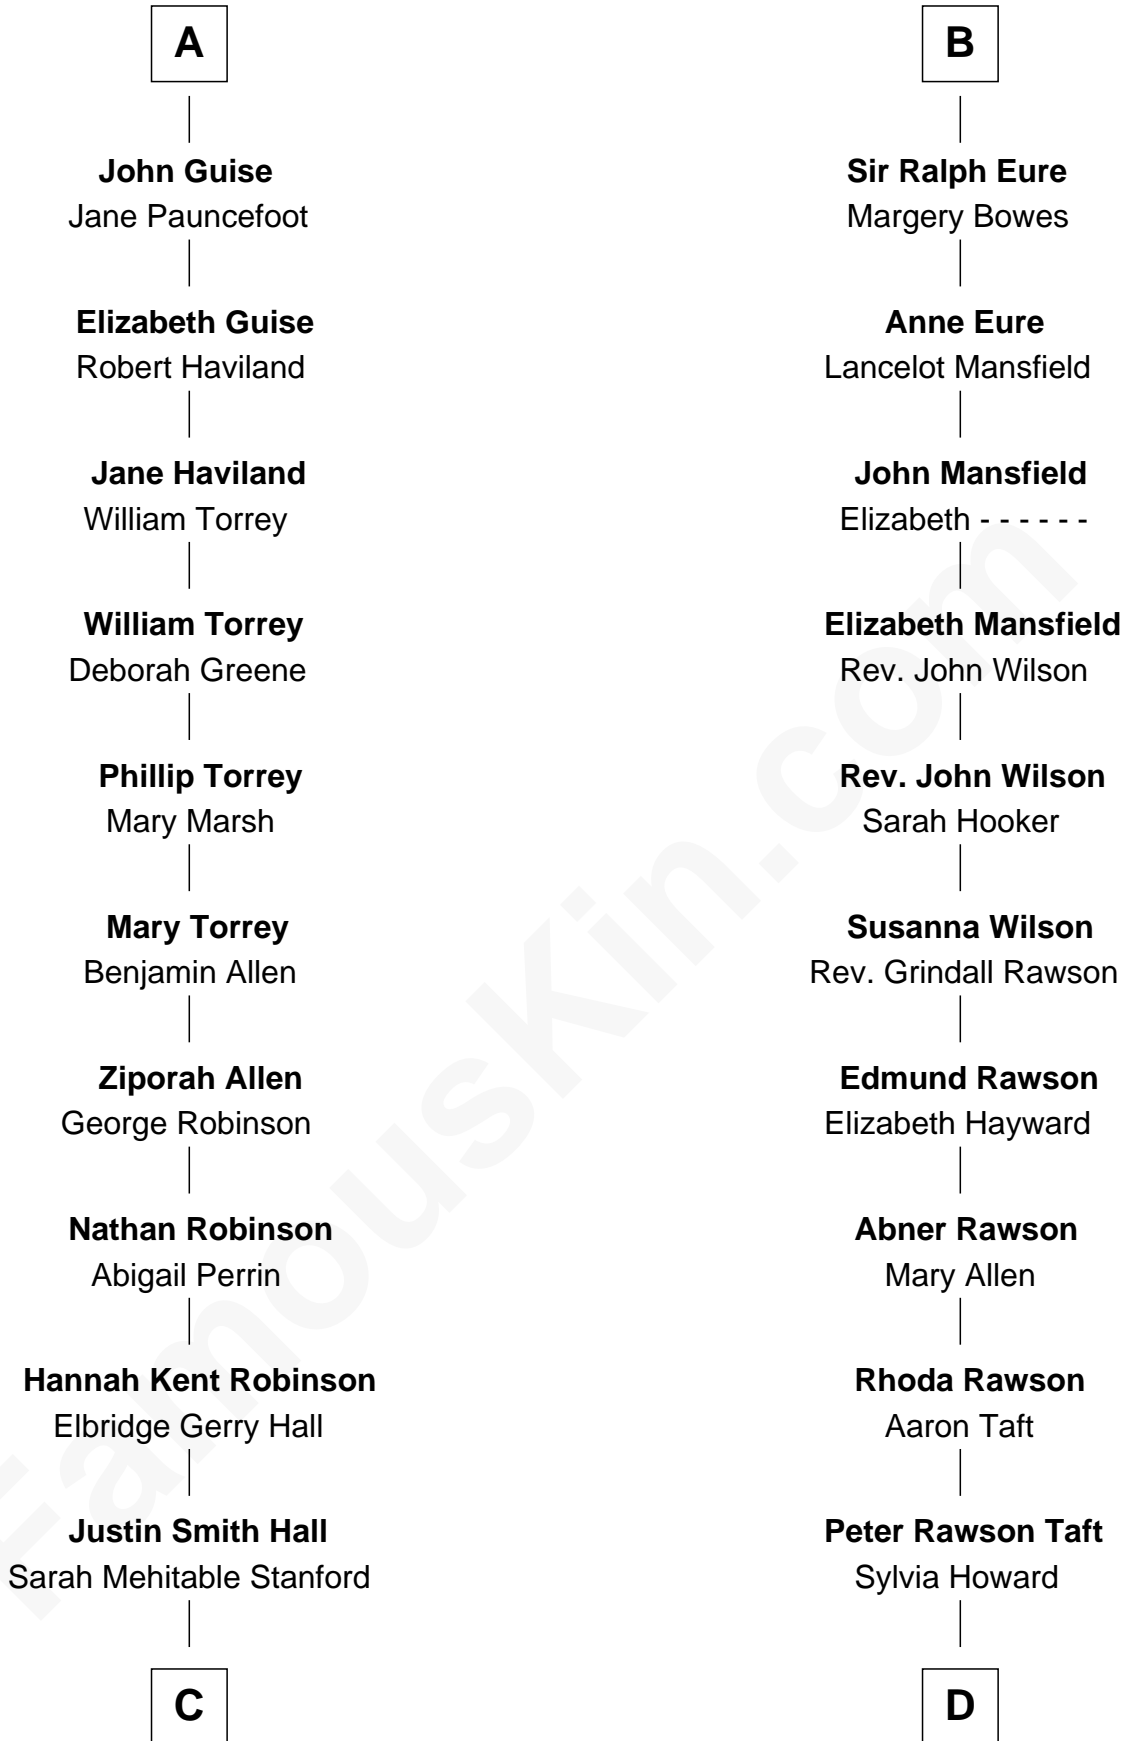 A
John Guise
Jane Pauncefoot
Elizabeth Guise
Robert Haviland
Jane Haviland
William Torrey
William Torrey
Deborah Greene
Phillip Torrey
Mary Marsh
Mary Torrey
Benjamin Allen
Ziporah Allen
George Robinson
Nathan Robinson
Abigail Perrin
Hannah Kent Robinson
Elbridge Gerry Hall
Justin Smith Hall
Sarah Mehitable Stanford
C
B
Sir Ralph Eure
Margery Bowes
Anne Eure
Lancelot Mansfield
John Mansfield
Elizabeth - - - - - -
Elizabeth Mansfield
Rev. John Wilson
Rev. John Wilson
Sarah Hooker
Susanna Wilson
Rev. Grindall Rawson
Edmund Rawson
Elizabeth Hayward
Abner Rawson
Mary Allen
Rhoda Rawson
Aaron Taft
Peter Rawson Taft
Sylvia Howard
D
FamousKin.com